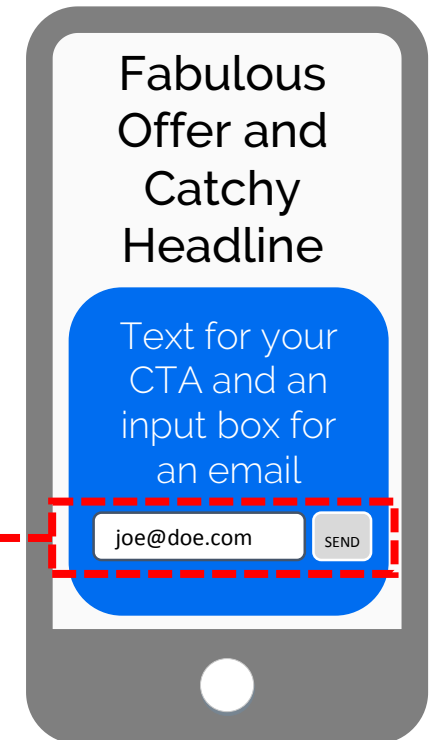 Fabulous
Offer and
Catchy
Headline
Text for your
CTA and an
input box for
an email
joe@doe.com SEND